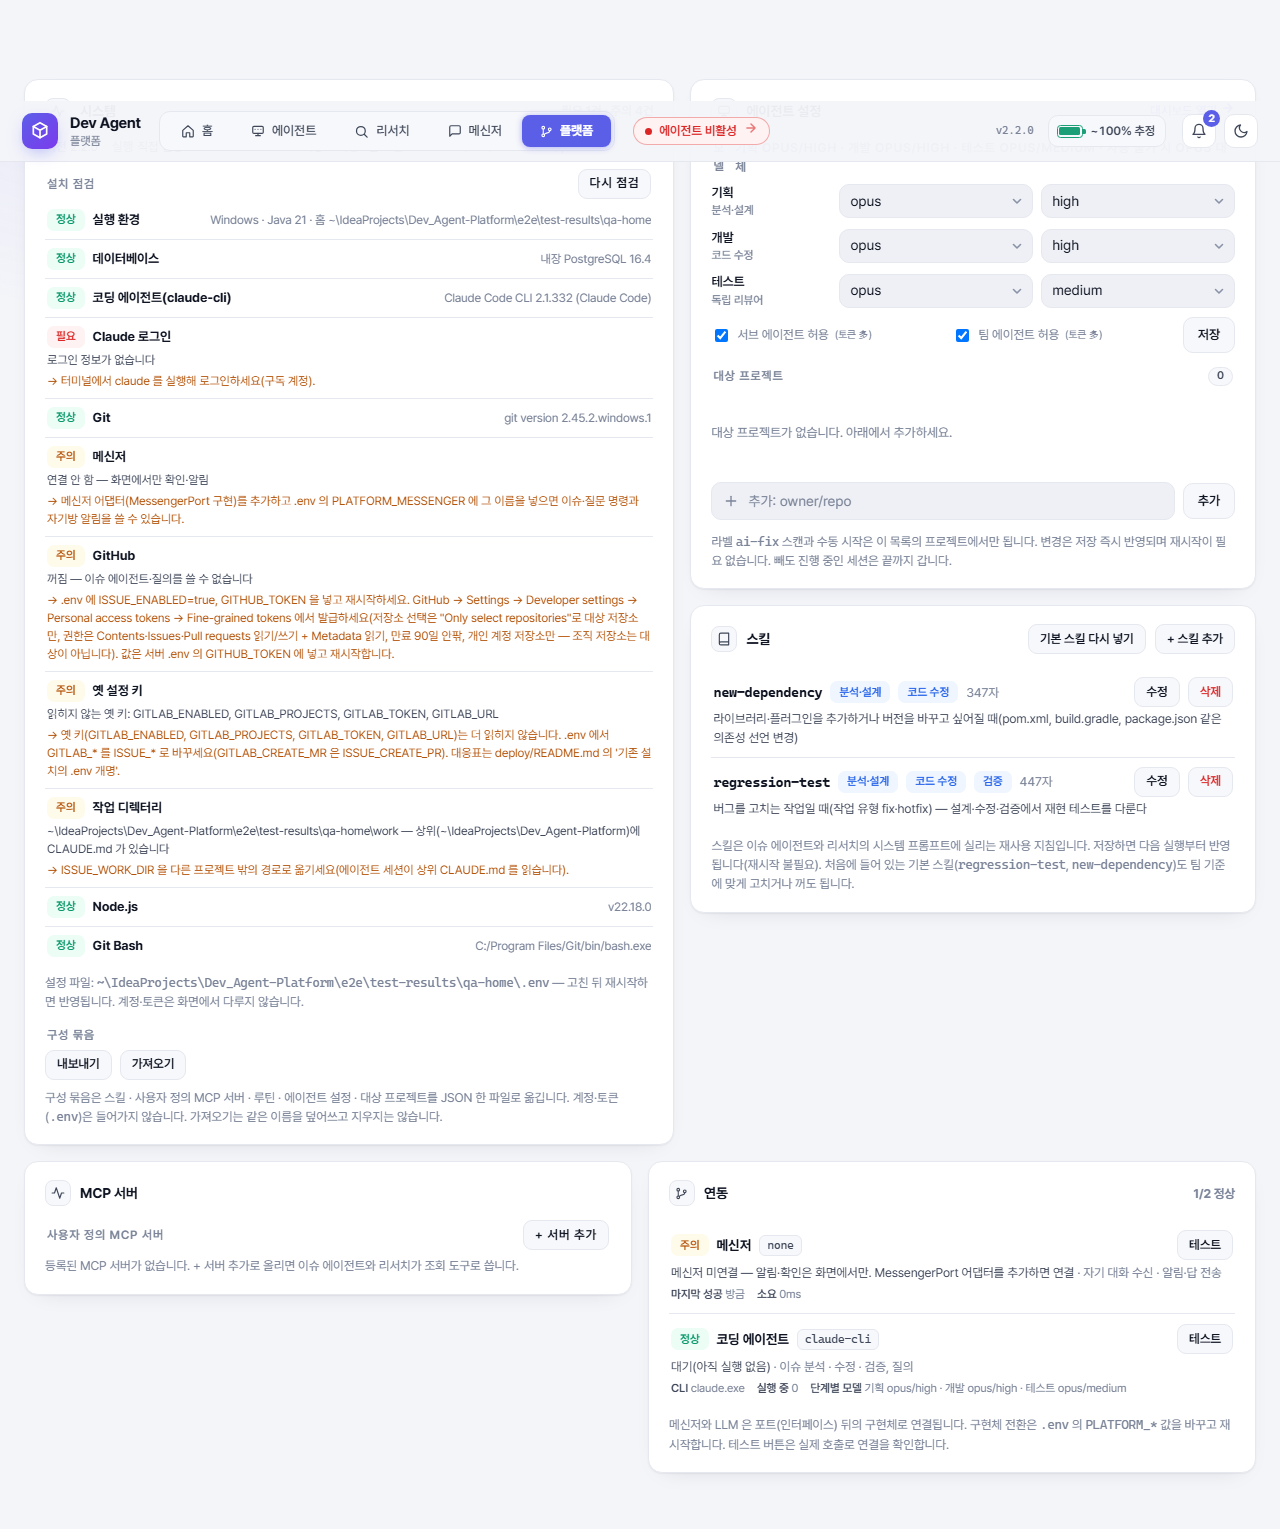 Dev Agent
플랫폼
홈
에이전트
리서치
메신저
플랫폼
에이전트 비활성 →
v2.2.0
~100% 추정
2
설치 점검
다시 점검
정상 실행 환경 Windows · Java 21 · 홈 ~\IdeaProjects\Dev_Agent-Platform\e2e\test-results\qa-home
정상 데이터베이스 내장 PostgreSQL 16.4
정상 코딩 에이전트(claude-cli) Claude Code CLI 2.1.332 (Claude Code)
필요 Claude 로그인
로그인 정보가 없습니다
→ 터미널에서 claude 를 실행해 로그인하세요(구독 계정).
정상 Git git version 2.45.2.windows.1
주의 메신저
연결 안 함 — 화면에서만 확인·알림
→ 메신저 어댑터(MessengerPort 구현)를 추가하고 .env 의 PLATFORM_MESSENGER 에 그 이름을 넣으면 이슈·질문 명령과
자기방 알림을 쓸 수 있습니다.
주의 GitHub
꺼짐 — 이슈 에이전트·질의를 쓸 수 없습니다
→ .env 에 ISSUE_ENABLED=true, GITHUB_TOKEN 을 넣고 재시작하세요. GitHub → Settings → Developer settings →
Personal access tokens → Fine-grained tokens 에서 발급하세요(저장소 선택은 "Only select repositories"로 대상 저장소
만, 권한은 Contents·Issues·Pull requests 읽기/쓰기 + Metadata 읽기, 만료 90일 안팎, 개인 계정 저장소만 — 조직 저장소는 대
상이 아닙니다). 값은 서버 .env 의 GITHUB_TOKEN 에 넣고 재시작합니다.
주의 옛 설정 키
읽히지 않는 옛 키: GITLAB_ENABLED, GITLAB_PROJECTS, GITLAB_TOKEN, GITLAB_URL
→ 옛 키(GITLAB_ENABLED, GITLAB_PROJECTS, GITLAB_TOKEN, GITLAB_URL)는 더 읽히지 않습니다. .env 에서
GITLAB_* 를 ISSUE_* 로 바꾸세요(GITLAB_CREATE_MR 은 ISSUE_CREATE_PR). 대응표는 deploy/README.md 의 '기존 설
치의 .env 개명'.
주의 작업 디렉터리
~\IdeaProjects\Dev_Agent-Platform\e2e\test-results\qa-home\work — 상위(~\IdeaProjects\Dev_Agent-Platform)에
CLAUDE.md 가 있습니다
→ ISSUE_WORK_DIR 을 다른 프로젝트 밖의 경로로 옮기세요(에이전트 세션이 상위 CLAUDE.md 를 읽습니다).
정상 Node.js v22.18.0
정상 Git Bash C:/Program Files/Git/bin/bash.exe
설정 파일: ~\IdeaProjects\Dev_Agent-Platform\e2e\test-results\qa-home\.env — 고친 뒤 재시작하
면 반영됩니다. 계정·토큰은 화면에서 다루지 않습니다.
구성 묶음
내보내기 가져오기
구성 묶음은 스킬 · 사용자 정의 MCP 서버 · 루틴 · 에이전트 설정 · 대상 프로젝트를 JSON 한 파일로 옮깁니다. 계정·토큰
(.env)은 들어가지 않습니다. 가져오기는 같은 이름을 덮어쓰고 지우지는 않습니다.
델 체
기획 opus high
분석·설계
개발 opus high
코드 수정
테스트 opus medium
독립 리뷰어
서브 에이전트 허용 (토큰 多) 팀 에이전트 허용 (토큰 多) 저장
대상 프로젝트 0
대상 프로젝트가 없습니다. 아래에서 추가하세요.
추가: owner/repo 추가
라벨 ai-fix 스캔과 수동 시작은 이 목록의 프로젝트에서만 됩니다. 변경은 저장 즉시 반영되며 재시작이 필
요 없습니다. 빼도 진행 중인 세션은 끝까지 갑니다.
스킬 기본 스킬 다시 넣기 + 스킬 추가
new-dependency 분석·설계 코드 수정 347자 수정 삭제
라이브러리·플러그인을 추가하거나 버전을 바꾸고 싶어질 때(pom.xml, build.gradle, package.json 같은
의존성 선언 변경)
regression-test 분석·설계 코드 수정 검증 447자 수정 삭제
버그를 고치는 작업일 때(작업 유형 fix·hotfix) — 설계·수정·검증에서 재현 테스트를 다룬다
스킬은 이슈 에이전트와 리서치의 시스템 프롬프트에 실리는 재사용 지침입니다. 저장하면 다음 실행부터 반영
됩니다(재시작 불필요). 처음에 들어 있는 기본 스킬(regression-test, new-dependency)도 팀 기준
에 맞게 고치거나 꺼도 됩니다.
MCP 서버
사용자 정의 MCP 서버 + 서버 추가
등록된 MCP 서버가 없습니다. + 서버 추가로 올리면 이슈 에이전트와 리서치가 조회 도구로 씁니다.
연동 1/2 정상
주의 메신저 none 테스트
메신저 미연결 — 알림·확인은 화면에서만. MessengerPort 어댑터를 추가하면 연결 · 자기 대화 수신 · 알림·답 전송
마지막 성공 방금 소요 0ms
정상 코딩 에이전트 claude-cli 테스트
대기(아직 실행 없음) · 이슈 분석 · 수정 · 검증, 질의
CLI claude.exe 실행 중 0 단계별 모델 기획 opus/high · 개발 opus/high · 테스트 opus/medium
메신저와 LLM 은 포트(인터페이스) 뒤의 구현체로 연결됩니다. 구현체 전환은 .env 의 PLATFORM_* 값을 바꾸고 재
시작합니다. 테스트 버튼은 실제 호출로 연결을 확인합니다.